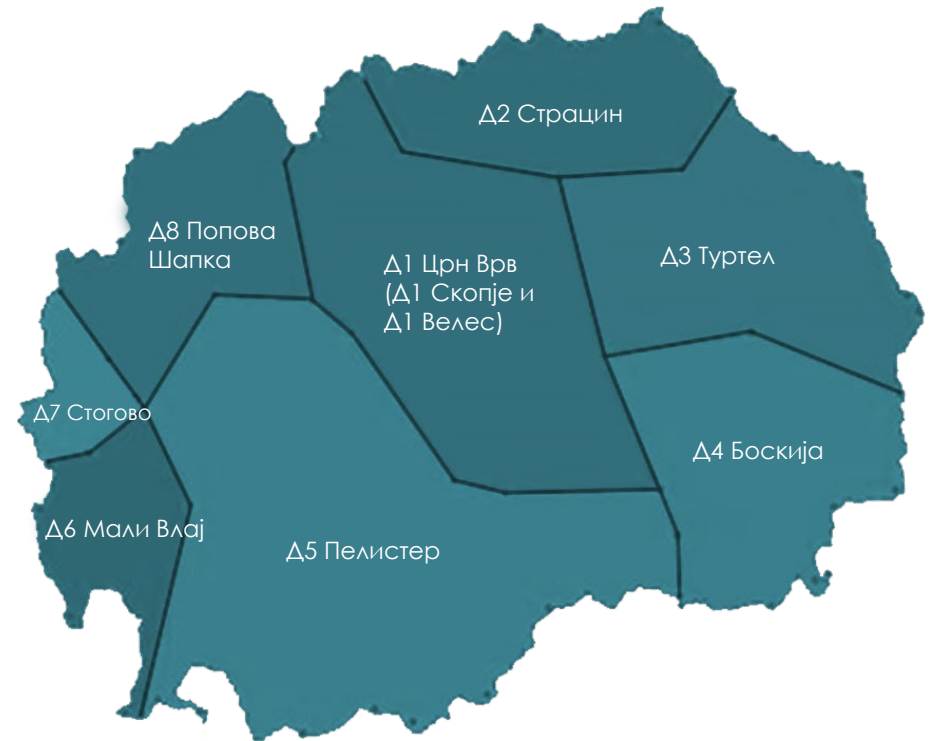 Д2 Страцин
Д8 Попова
Шапка
Д1 Црн Врв
(Д1 Скопје и
Д1 Велес)
Д3 Туртел
Д7 Стогово
Д4 Боскија
Д6 Мали Влај
Д5 Пелистер